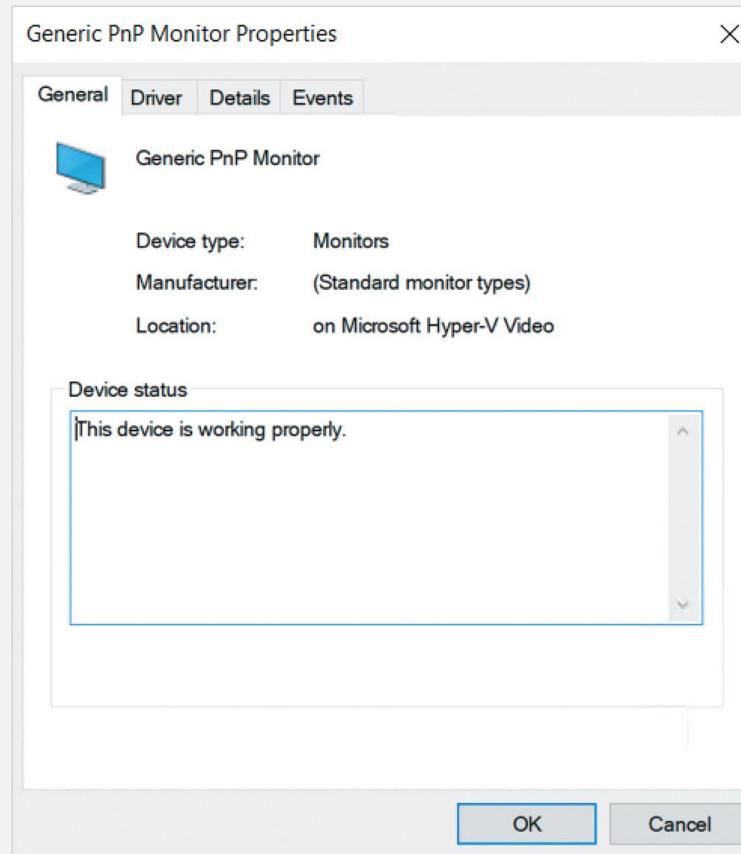 Generic PnP Monitor Properties
General Driver Details Events
Generic PnP Monitor
Device type: Monitors
Manufacturer: (Standard monitor types)
Location: on Microsoft Hyper-V Video
Device status
This device is working properly.
OK Cancel